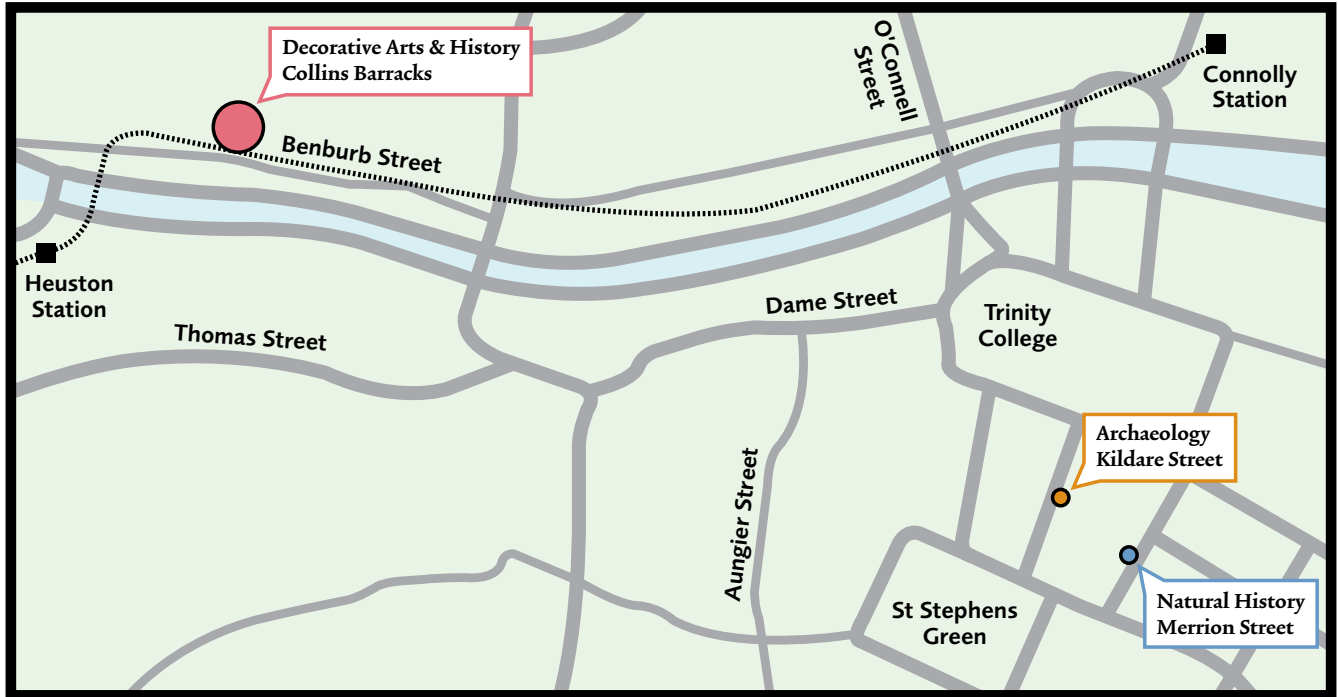 Decorative Arts & History
Collins Barracks
O'Connell
Street
Connolly
Station
Benburb Street
Heuston
Station
Thomas Street
Dame Street
Trinity
College
Archaeology
Kildare Street
Aungier Street
St Stephens
Green
Natural History
Merrion Street